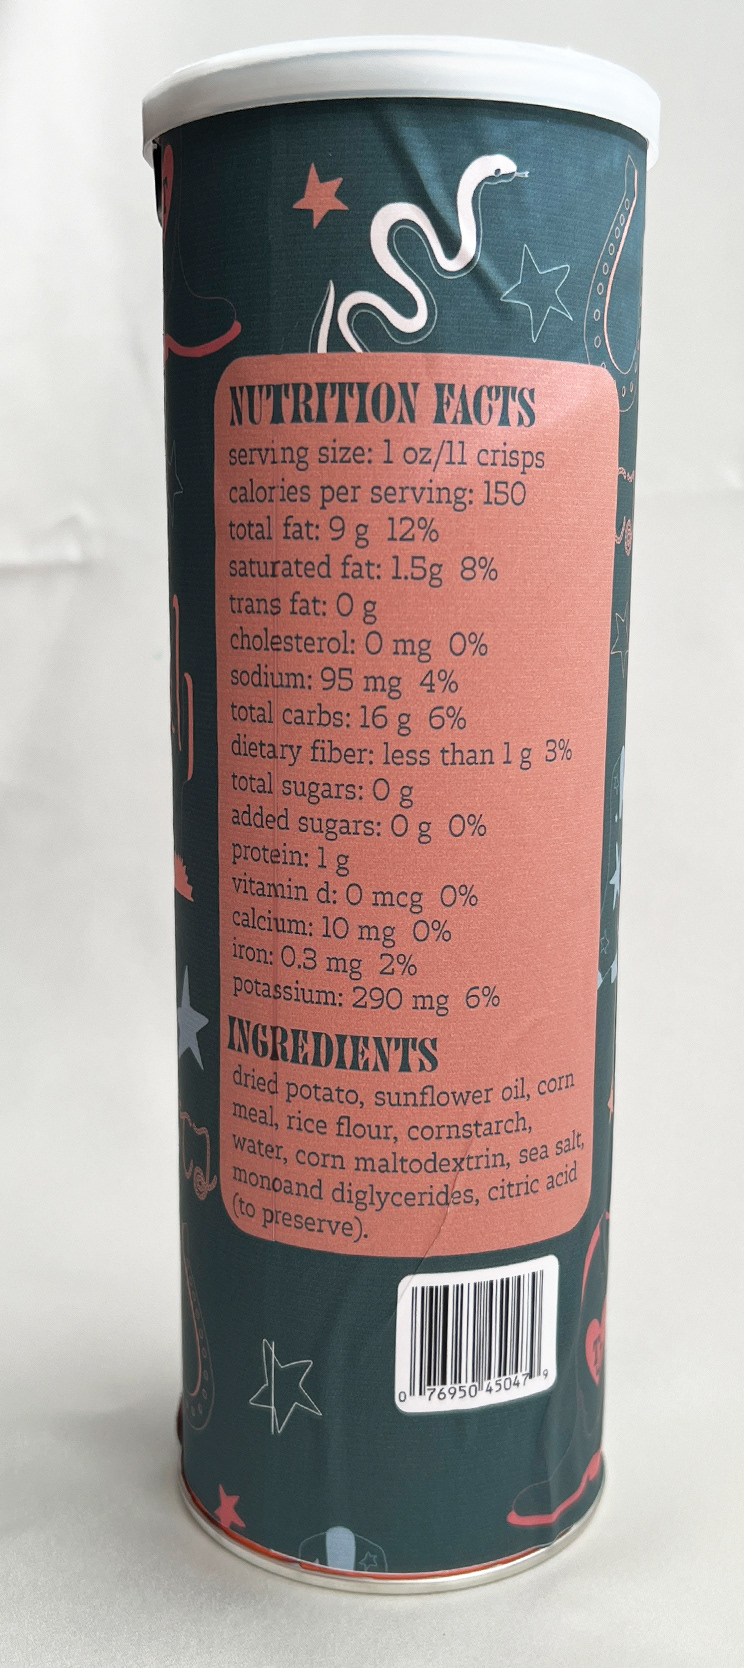 NUTRITION FACTS
serving size: 1 oz/11 crisps
calories per serving: 150
total fat: 9 g 12%
saturated fat: 1.5g 8%
trans fat: 0 g
cholesterol: 0 mg 0%
sodium: 95 mg 4%
total carbs: 16 g 6%
dietary fiber: less than 1 g 3%
total sugars: 0 g
added sugars: 0 g 0%
protein: 1 g
vitamin d: 0 mcg 0%
calcium: 10 mg 0%
iron: 0.3 mg 2%
potassium: 290 mg 6%
INGREDIENTS
dried potato, sunflower oil, corn
meal, rice flour, cornstarch,
water, corn maltodextrin, sea salt,
monoand diglycerides, citric acid
(to preserve).
0 76950 45047 9